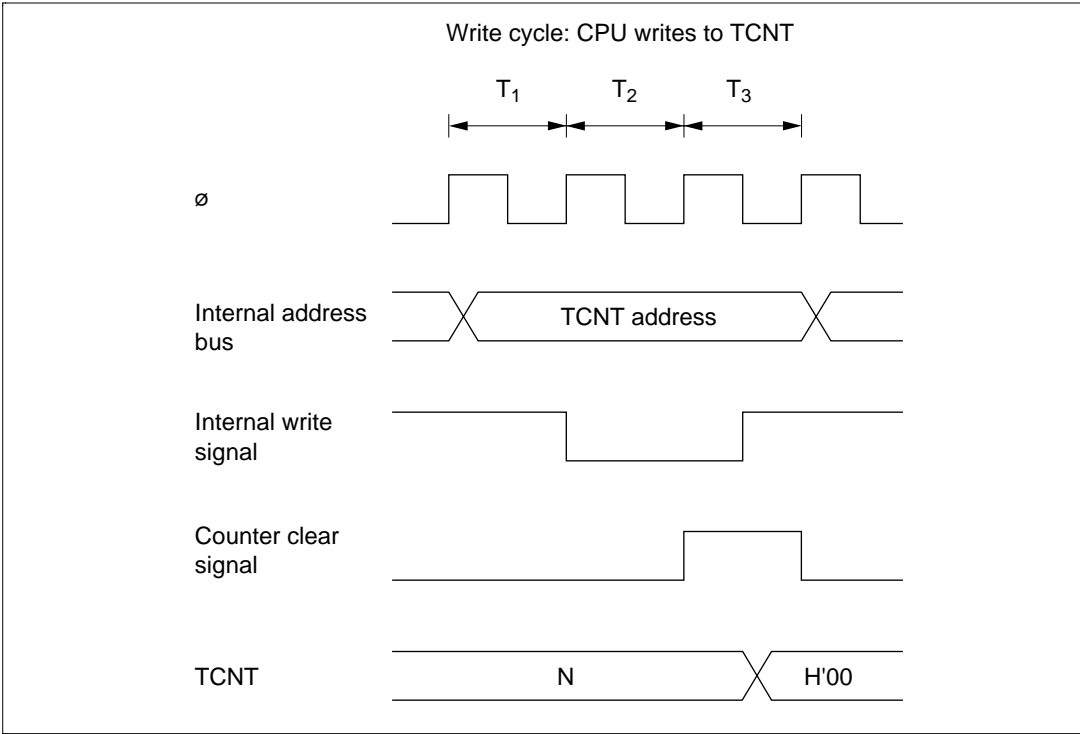 Write cycle: CPU writes to TCNT
T1 T2 T3
ø
Internal address
bus
TCNT address
Internal write
signal
Counter clear
signal
TCNT N H'00